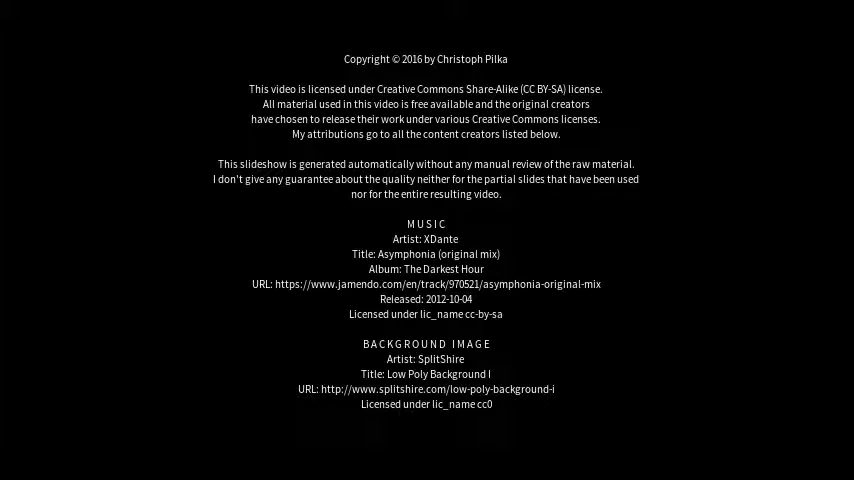 Copyright © 2016 by Christoph Pilka
This video is licensed under Creative Commons Share-Alike (CC BY-SA) license.
All material used in this video is free available and the original creators
have chosen to release their work under various Creative Commons licenses.
My attributions go to all the content creators listed below.
This slideshow is generated automatically without any manual review of the raw material.
I don't give any guarantee about the quality neither for the partial slides that have been used
nor for the entire resulting video.
MUSIC
Artist: XDante
Title: Asymphonia (original mix)
Album: The Darkest Hour
URL: https://www.jamendo.com/en/track/970521/asymphonia-original-mix
Released: 2012-10-04
Licensed under lic_name cc-by-sa
BACKGROUND IMAGE
Artist: SplitShire
Title: Low Poly Background I
URL: http://www.splitshire.com/low-poly-background-i
Licensed under lic_name cc0